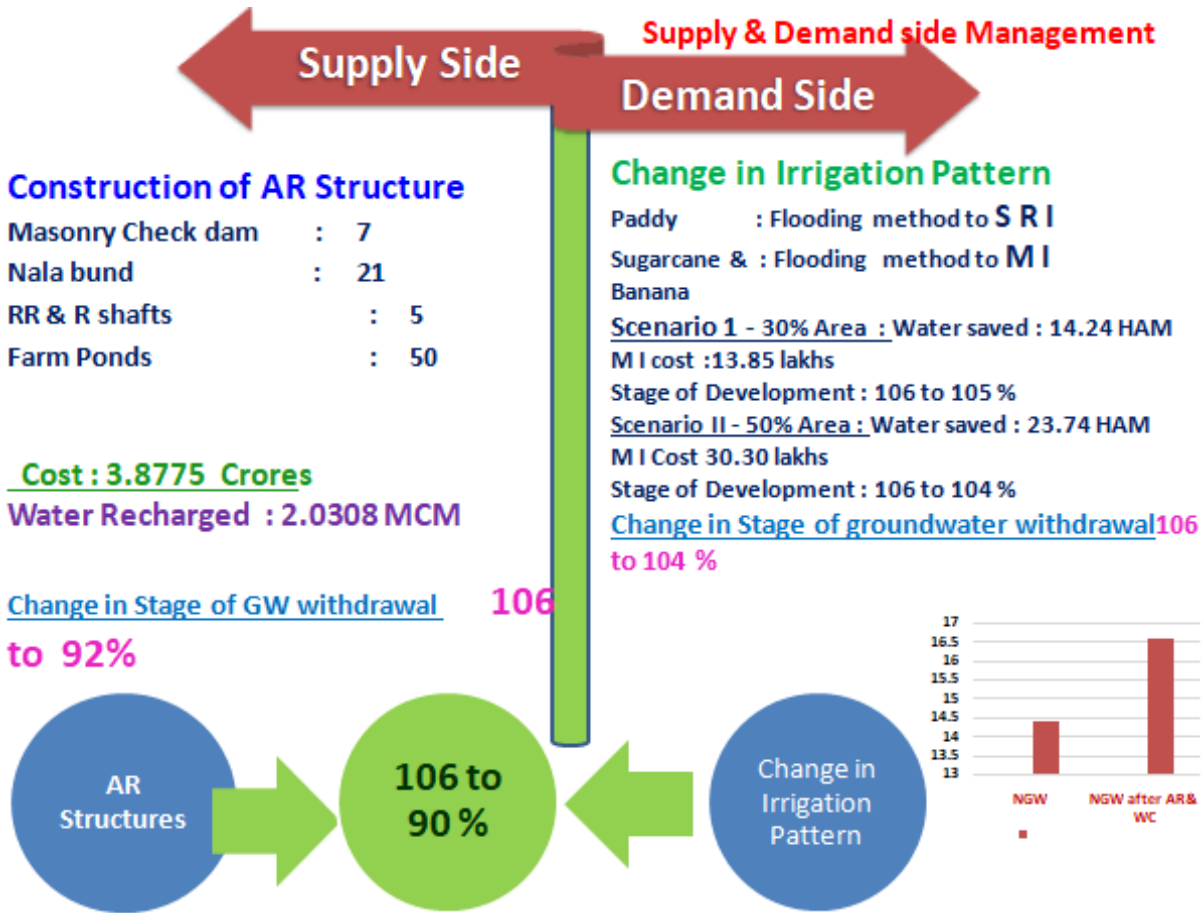 Supply & Demand side Management
Supply Side
Demand Side
Construction of AR Structure
Masonry Check dam : 7
Nala bund : 21
RR & R shafts : 5
Farm Ponds : 50
Cost : 3.8775 Crores
Water Recharged : 2.0308 MCM
Change in Stage of GW withdrawal 106
to 92%
Change in Irrigation Pattern
Paddy : Flooding method to S R I
Sugarcane & : Flooding method to M I
Banana
Scenario 1 - 30% Area : Water saved : 14.24 HAM
M I cost :13.85 lakhs
Stage of Development : 106 to 105 %
Scenario II - 50% Area : Water saved : 23.74 HAM
M I Cost 30.30 lakhs
Stage of Development : 106 to 104 %
Change in Stage of groundwater withdrawal106
to 104 %
AR
Structures
106 to
90 %
Change in
Irrigation
Pattern
17
16.5
16
15.5
15
14.5
14
13.5
13
NGW
NGW after AR&
WC